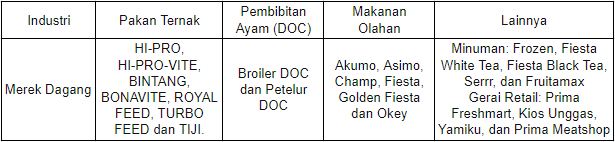 Industri
Pakan Ternak
Pembibitan
Ayam (DOC)
Makanan
Olahan
Lainnya
Merek Dagang
HI-PRO,
HI-PRO-VITE,
BINTANG,
BONAVITE, ROYAL
FEED, TURBO
FEED dan TIJI.
Broiler DOC
dan Petelur
DOC
Akumo, Asimo,
Champ, Fiesta,
Golden Fiesta
dan Okey
Minuman: Frozen, Fiesta
White Tea, Fiesta Black Tea,
Serrr, dan Fruitamax
Gerai Retail: Prima
Freshmart, Kios Unggas,
Yamiku, dan Prima Meatshop